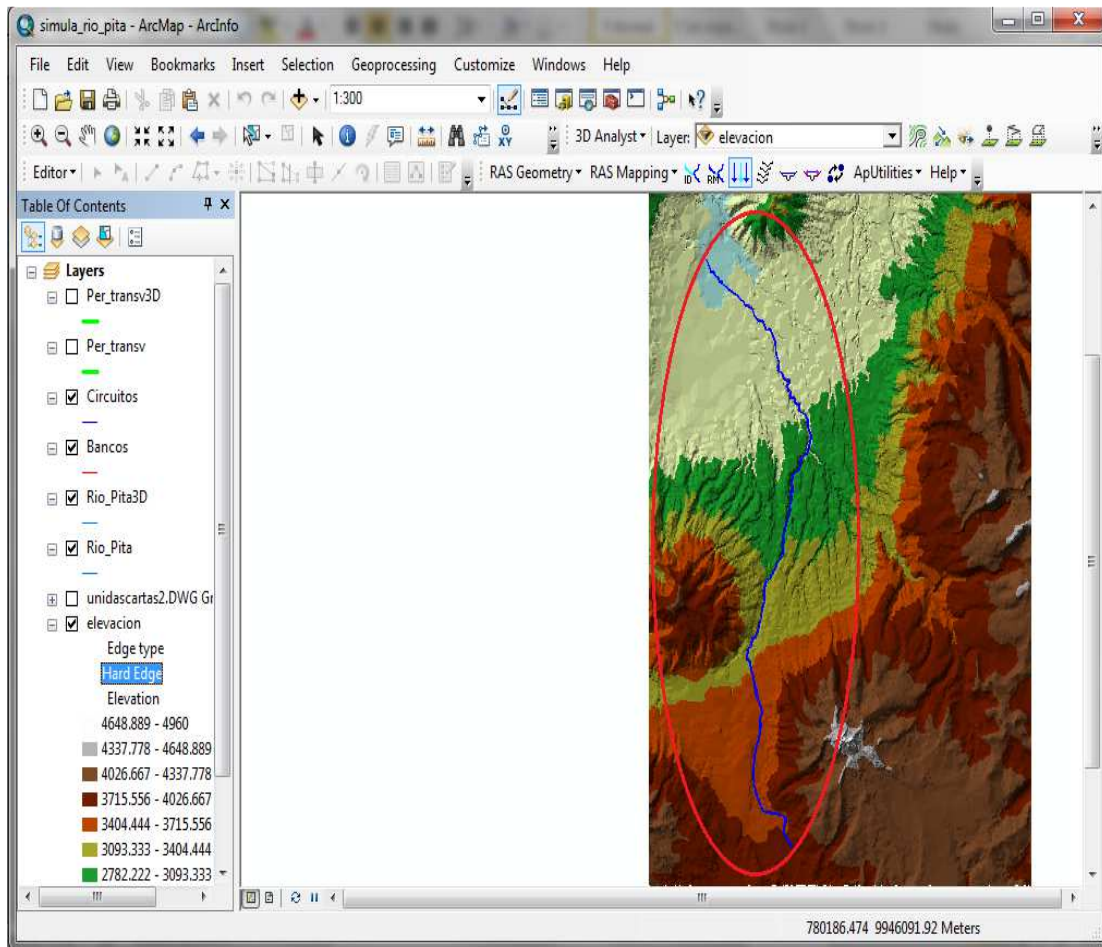 simula_rio_pita - ArcMap - ArcInfo
File Edit View Bookmarks Insert Selection Geoprocessing Customize Windows Help
1:300
3D Analyst Layer: elevacion
Editor RAS Geometry RAS Mapping ID RM ApUtilities Help
Table Of Contents
Layers
Per_transv3D
Per_transv
Circuitos
Bancos
Rio_Pita3D
Rio_Pita
unidascartas2.DWG Gr
elevacion
Edge type
Hard Edge
Elevation
4648.889 - 4960
4337.778 - 4648.889
4026.667 - 4337.778
3715.556 - 4026.667
3404.444 - 3715.556
3093.333 - 3404.444
2782.222 - 3093.333
780186.474 9946091.92 Meters